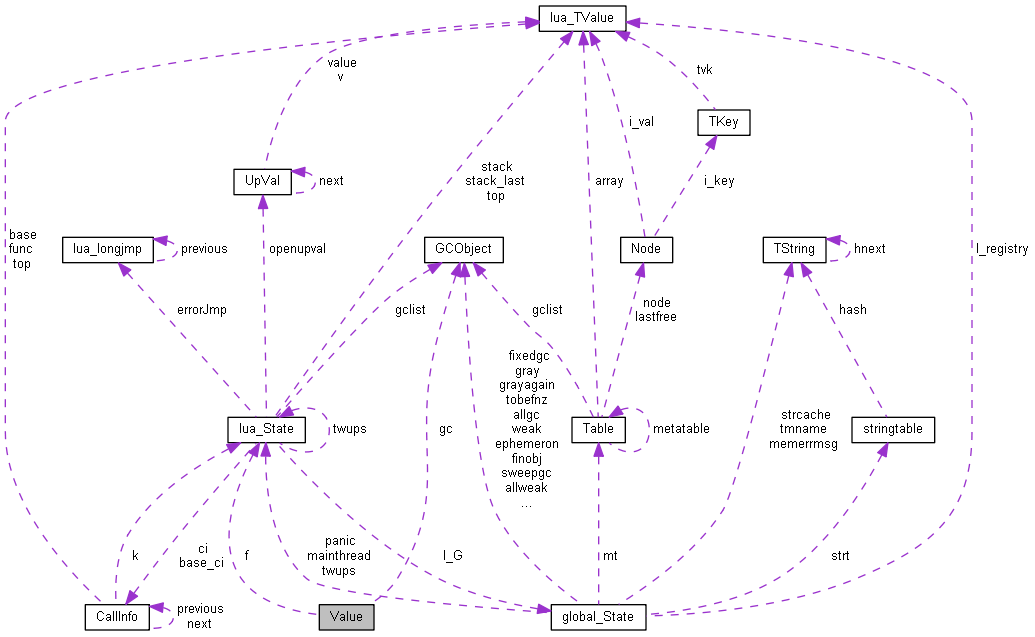 lua_TValue
value
v
tvk
TKey
i_val
stack
stack_last
top
UpVal
next
array
i_key
base
func
top
lua_longjmp
previous
openupval
GCObject
Node
TString
hnext
l_registry
errorJmp
gclist
gclist
node
lastfree
hash
fixedgc
gray
grayagain
tobefnz
allgc
weak
ephemeron
finobj
sweepgc
allweak
...
lua_State
twups
gc
Table
metatable
strcache
tmname
memerrmsg
stringtable
k
ci
base_ci
f
panic
mainthread
twups
l_G
mt
strt
CallInfo
previous
next
Value
global_State